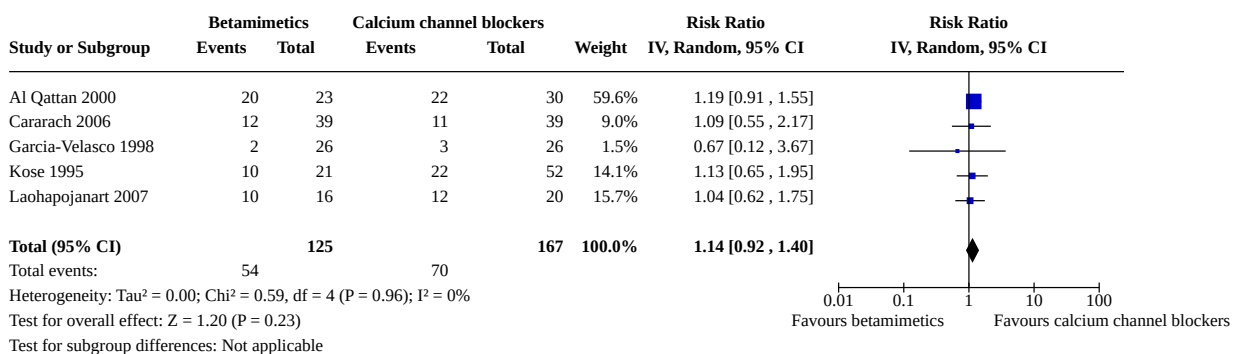 Betamimetics Calcium channel blockers Risk Ratio Risk Ratio
Study or Subgroup Events Total Events Total Weight IV, Random, 95% CI IV, Random, 95% CI
Al Qattan 2000 20 23 22 30 59.6% 1.19 [0.91 , 1.55]
Cararach 2006 12 39 11 39 9.0% 1.09 [0.55 , 2.17]
Garcia-Velasco 1998 2 26 3 26 1.5% 0.67 [0.12 , 3.67]
Kose 1995 10 21 22 52 14.1% 1.13 [0.65 , 1.95]
Laohapojanart 2007 10 16 12 20 15.7% 1.04 [0.62 , 1.75]
Total (95% CI) 125 167 100.0% 1.14 [0.92 , 1.40]
Total events: 54 70
Heterogeneity: Tau² = 0.00; Chi² = 0.59, df = 4 (P = 0.96); I² = 0%
0.01 0.1 1 10 100
Test for overall effect: Z = 1.20 (P = 0.23) Favours betamimetics Favours calcium channel blockers
Test for subgroup differences: Not applicable